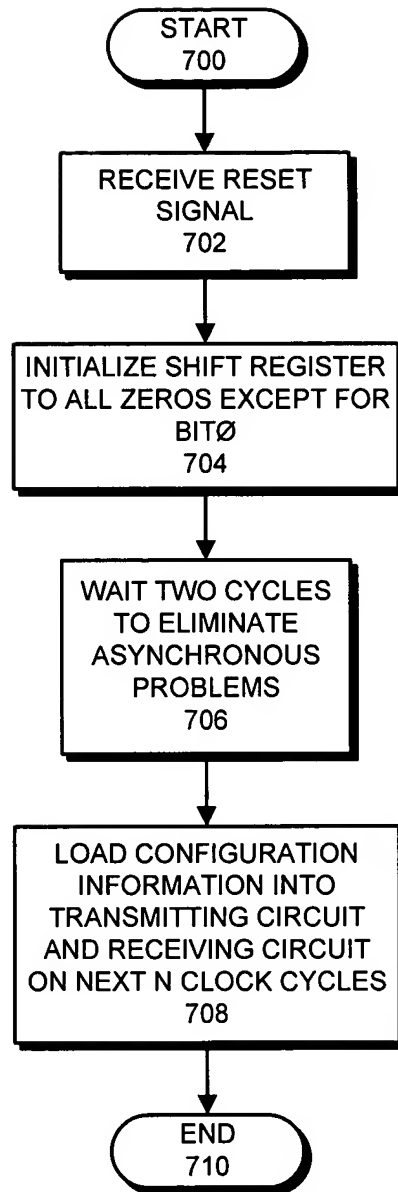 START
700
RECEIVE RESET
SIGNAL
702
INITIALIZE SHIFT REGISTER
TO ALL ZEROS EXCEPT FOR
BITØ
704
WAIT TWO CYCLES
TO ELIMINATE
ASYNCHRONOUS
PROBLEMS
706
LOAD CONFIGURATION
INFORMATION INTO
TRANSMITTING CIRCUIT
AND RECEIVING CIRCUIT
ON NEXT N CLOCK CYCLES
708
END
710